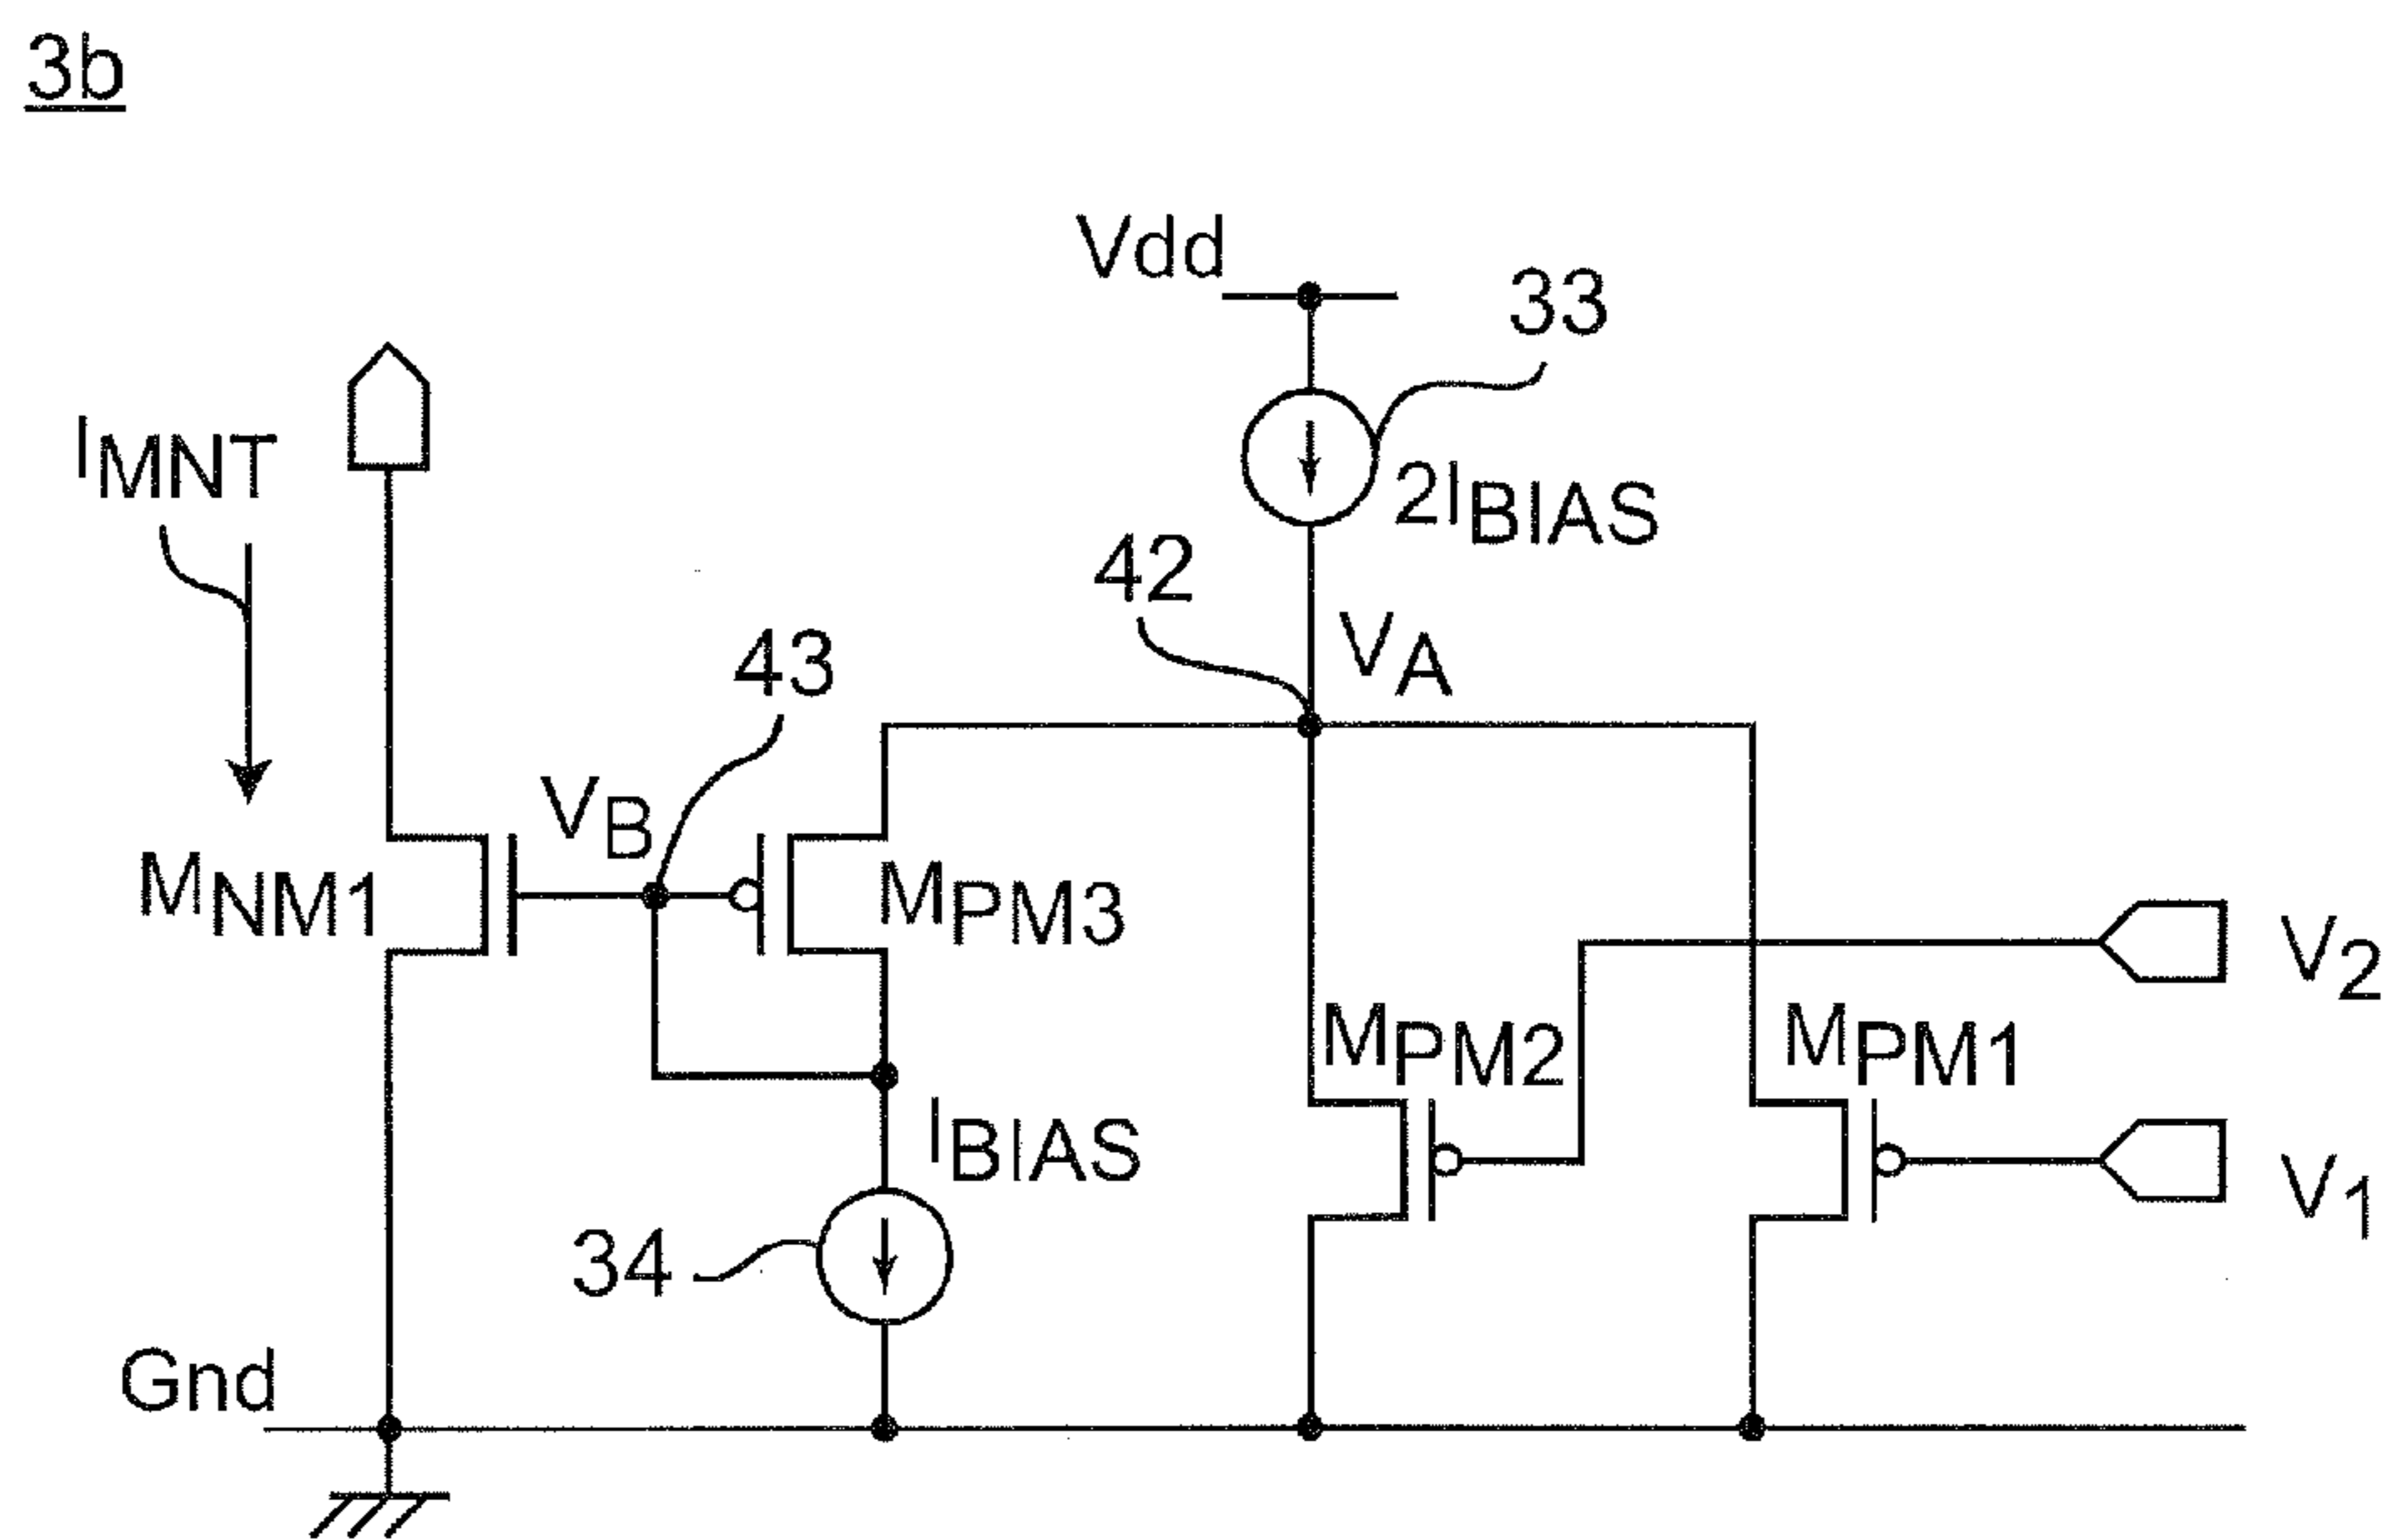 3b
Vdd
33
IMNT
2IBIAS
42
VA
43
VB
MNM1
MPM3
V2
MPM2
MPM1
IBIAS
V1
34
Gnd